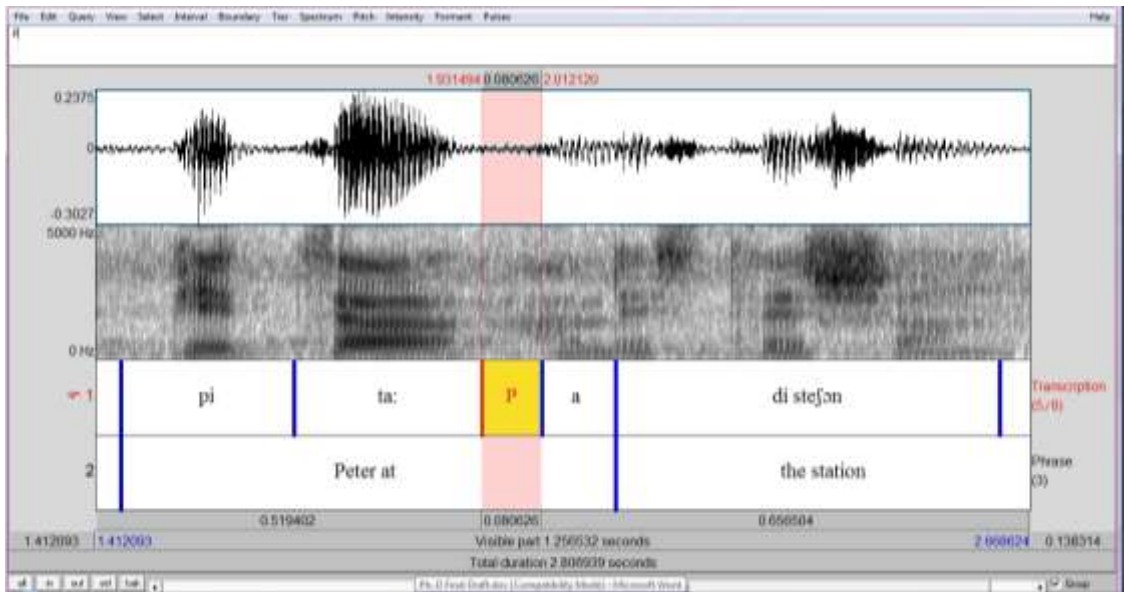 File Edit Query View Select Interval Boundary Tier Spectrum Pitch Intensity Formant Pulses Help
1.931494 0.080626 2.012120
0.2375
0
-0.3027
5000 Hz
0 Hz
1 pi ta: P a di steʃɔn Transcription
(5/8)
2 Peter at the station Phrase
(3)
0.519402 0.080626 0.656504
1.412093 1.412093 Visible part 1.256532 seconds 2.668624 0.138314
Total duration 2.806939 seconds
all in out sel bak Group